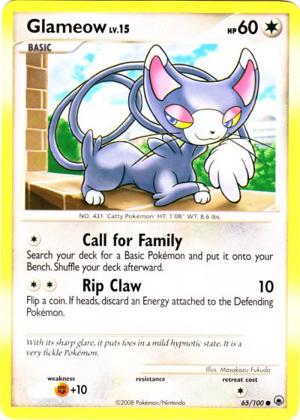 Glameow LV.15 HP 60
BASIC
NO. 431 Catty Pokémon HT: 1'08" WT: 8.6 lbs.
Call for Family
Search your deck for a Basic Pokémon and put it onto your Bench. Shuffle your deck afterward.
Rip Claw 10
Flip a coin. If heads, discard an Energy attached to the Defending Pokémon.
With its sharp glare, it puts foes in a mild hypnotic state. It is a
very fickle Pokémon.
Illus. Masakazu Fukuda
weakness resistance retreat cost
+10
©2008 Pokémon/Nintendo
65/100